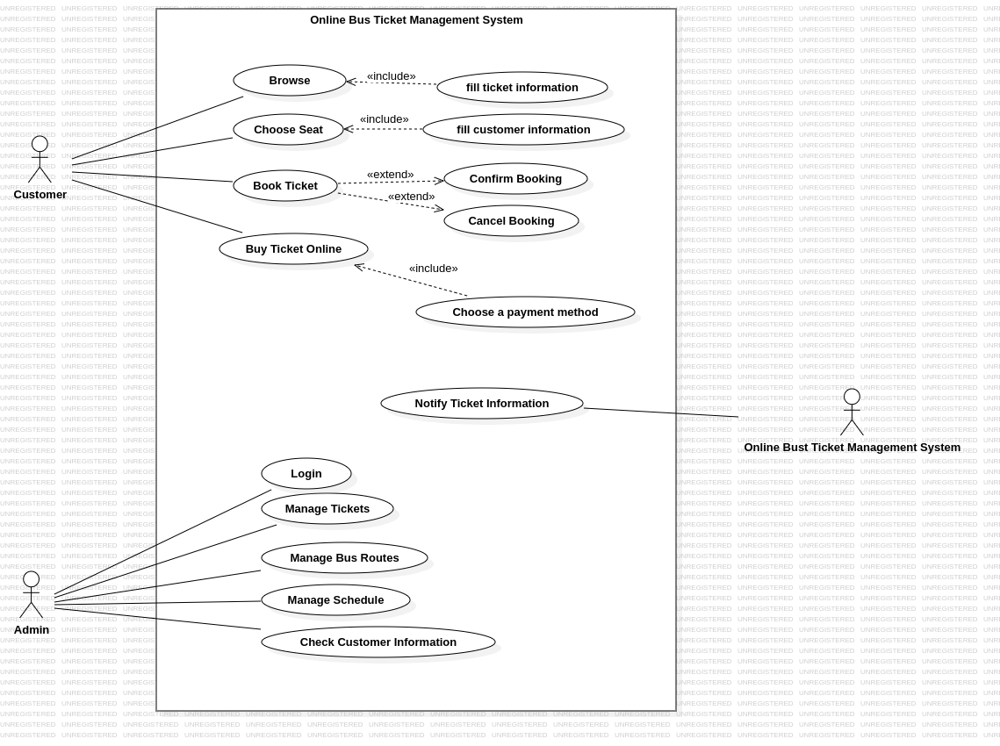 Online Bus Ticket Management System
Browse
«include»
fill ticket information
Choose Seat
«include»
fill customer information
Customer
Book Ticket
«extend»
Confirm Booking
«extend»
Cancel Booking
Buy Ticket Online
«include»
Choose a payment method
Notify Ticket Information
Online Bust Ticket Management System
Login
Manage Tickets
Manage Bus Routes
Manage Schedule
Admin
Check Customer Information
UNREGISTERED